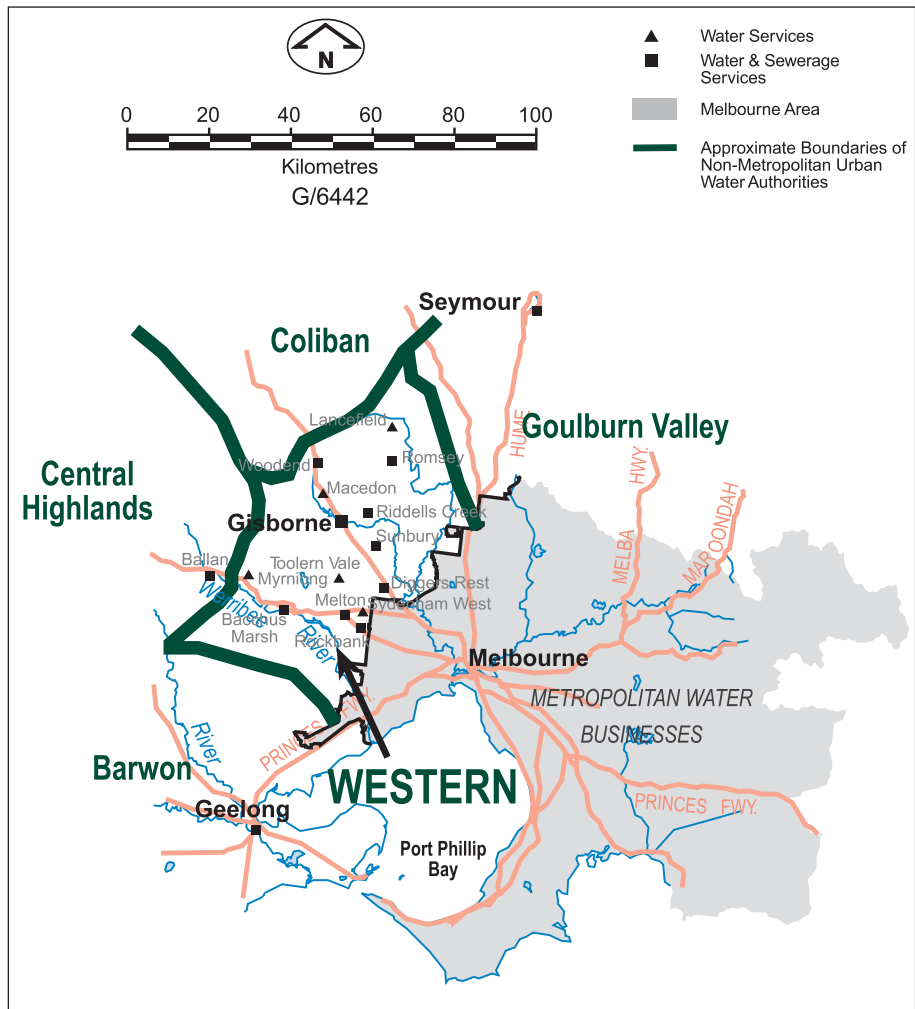 N
Water Services
Water & Sewerage
Services
Melbourne Area
Approximate Boundaries of
Non-Metropolitan Urban
Water Authorities
0 20 40 60 80 100
Kilometres
G/6442
Seymour
Coliban
Lancefield
HUME
Goulburn Valley
Woodend
Romsey
HWY.
Central
Highlands
Macedon
Riddells Creek
Gisborne
MELBA
MAROONDAH
Sunbury
Ballan
Toolern Vale
Myrniong
Diggers Rest
Werribee
River
Melton
Sydenham West
Bacchus
Marsh
Rockbank
Melbourne
METROPOLITAN WATER
BUSINESSES
River
PRINCES FWY.
Barwon
WESTERN
PRINCES FWY.
Geelong
Port Phillip
Bay